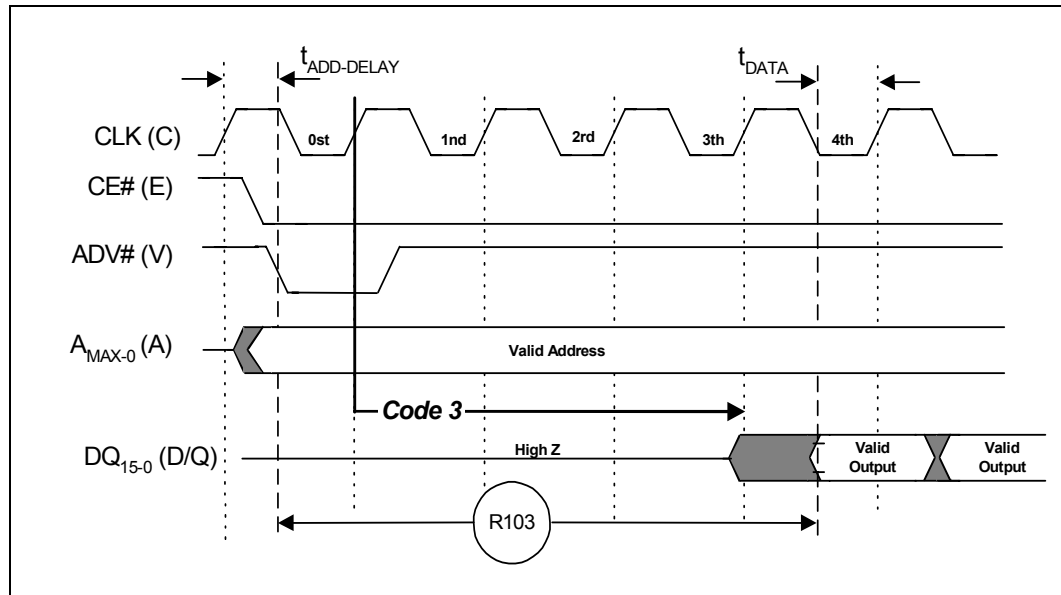 tADD-DELAY
tDATA
CLK (C)
0st
1nd
2rd
3th
4th
CE# (E)
ADV# (V)
AMAX-0 (A)
Valid Address
Code 3
DQ15-0 (D/Q)
High Z
Valid
Output
Valid
Output
R103